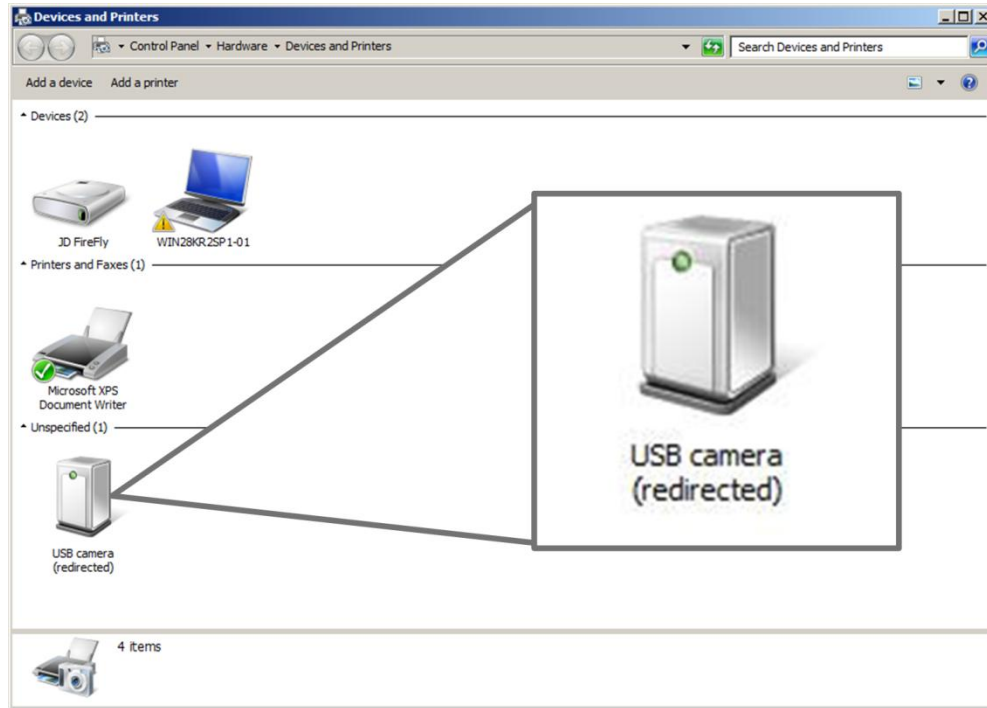 Devices and Printers
Control Panel Hardware Devices and Printers
Search Devices and Printers
Add a device Add a printer
Devices (2)
JD FireFly
WIN28KR2SP1-01
Printers and Faxes (1)
Microsoft XPS
Document Writer
Unspecified (1)
USB camera
(redirected)
USB camera
(redirected)
4 items